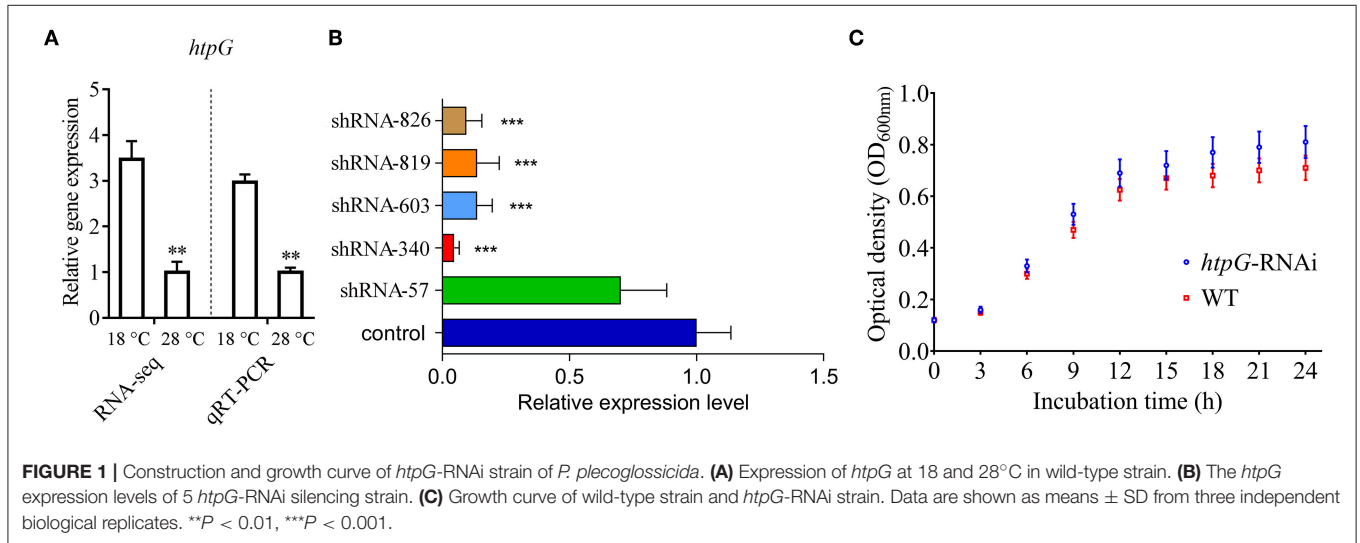 A
htpG
Relative gene expression
5
4
3
2
1
0
**
**
18 °C 28 °C 18 °C 28 °C
RNA-seq
qRT-PCR
B
shRNA-826
***
shRNA-819
***
shRNA-603
***
shRNA-340
***
shRNA-57
control
0.0 0.5 1.0 1.5
Relative expression level
C
Optical density (OD600nm)
1.0
0.8
0.6
0.4
0.2
0.0
htpG-RNAi
WT
0 3 6 9 12 15 18 21 24
Incubation time (h)
FIGURE 1 | Construction and growth curve of htpG-RNAi strain of P. plecoglossicida. (A) Expression of htpG at 18 and 28°C in wild-type strain. (B) The htpG
expression levels of 5 htpG-RNAi silencing strain. (C) Growth curve of wild-type strain and htpG-RNAi strain. Data are shown as means ± SD from three independent
biological replicates. **P < 0.01, ***P < 0.001.